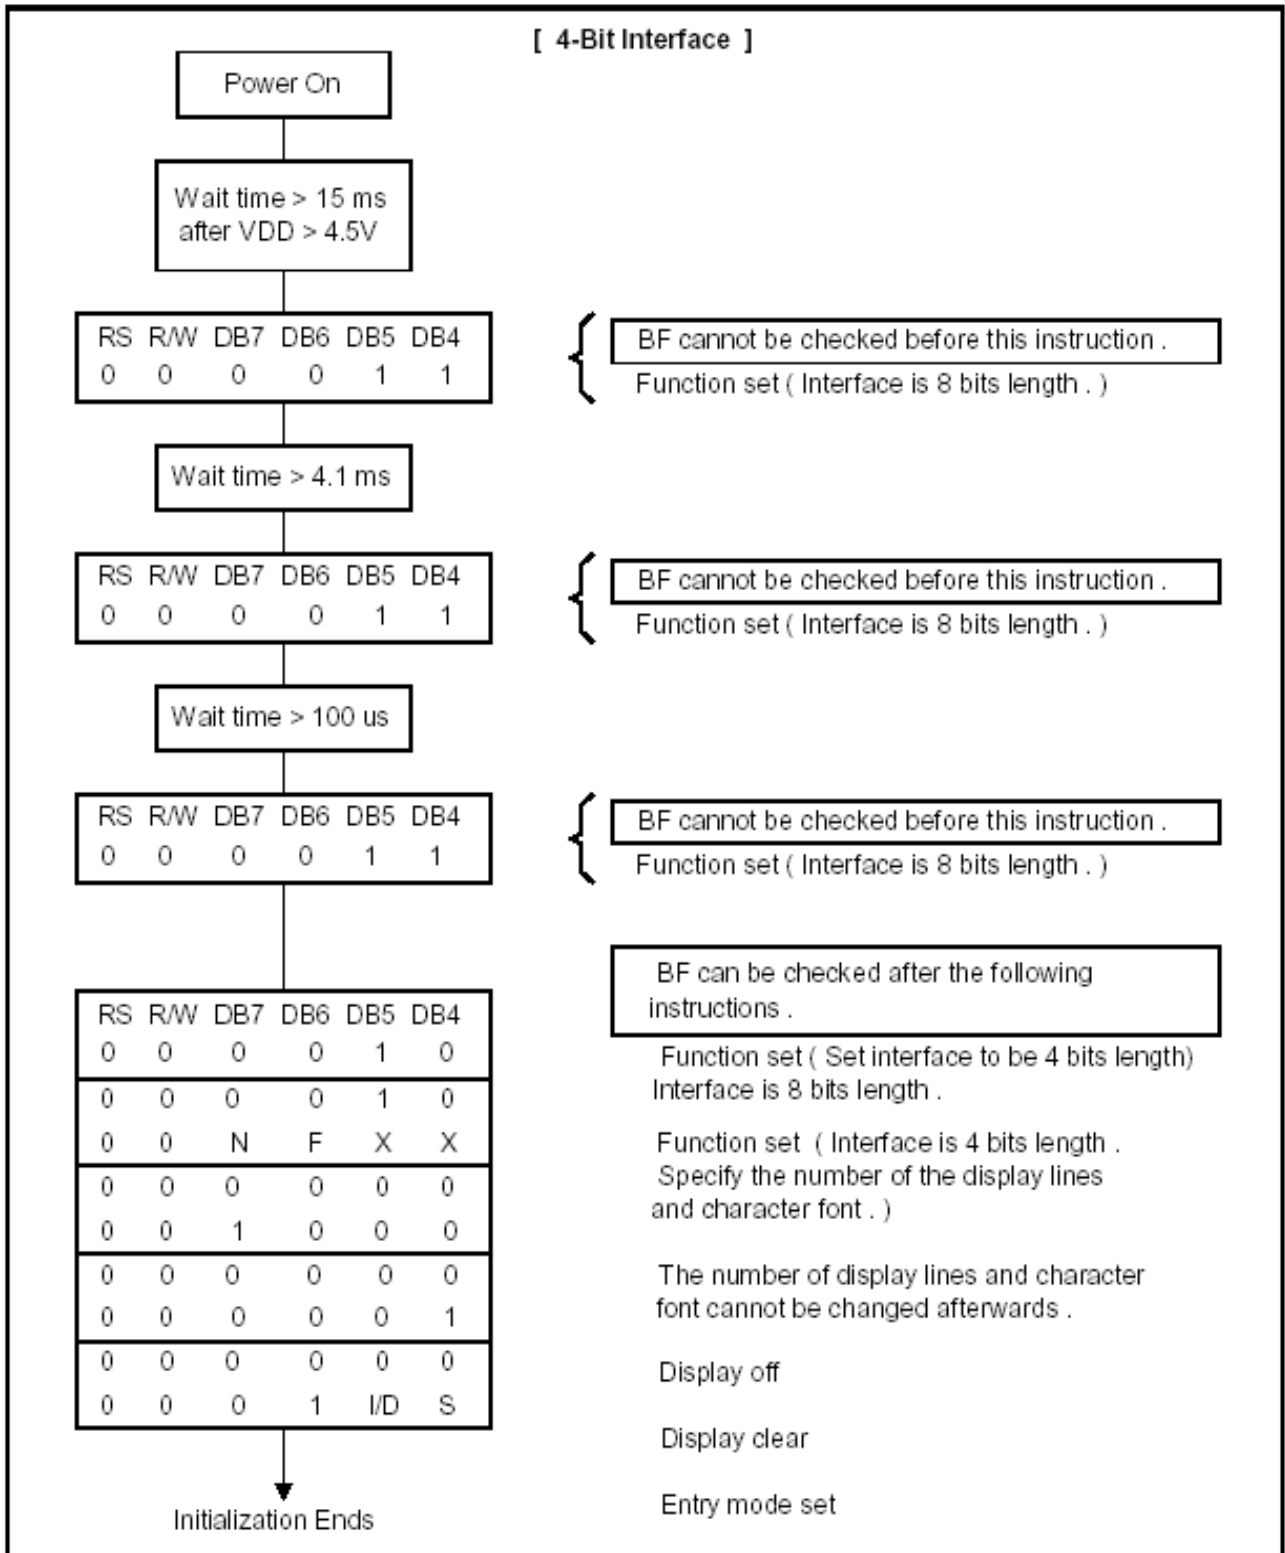 [ 4-Bit Interface ]
Power On
Wait time > 15 ms
after VDD > 4.5V
RS R/W DB7 DB6 DB5 DB4
0 0 0 0 1 1
BF cannot be checked before this instruction .
Function set ( Interface is 8 bits length . )
Wait time > 4.1 ms
RS R/W DB7 DB6 DB5 DB4
0 0 0 0 1 1
BF cannot be checked before this instruction .
Function set ( Interface is 8 bits length . )
Wait time > 100 us
RS R/W DB7 DB6 DB5 DB4
0 0 0 0 1 1
BF cannot be checked before this instruction .
Function set ( Interface is 8 bits length . )
RS R/W DB7 DB6 DB5 DB4
0 0 0 0 1 0
0 0 0 0 1 0
0 0 N F X X
0 0 0 0 0 0
0 0 1 0 0 0
0 0 0 0 0 0
0 0 0 0 0 1
0 0 0 0 0 0
0 0 0 1 I/D S
BF can be checked after the following
instructions .
Function set ( Set interface to be 4 bits length)
Interface is 8 bits length .
Function set ( Interface is 4 bits length .
Specify the number of the display lines
and character font . )
The number of display lines and character
font cannot be changed afterwards .
Display off
Display clear
Entry mode set
Initialization Ends